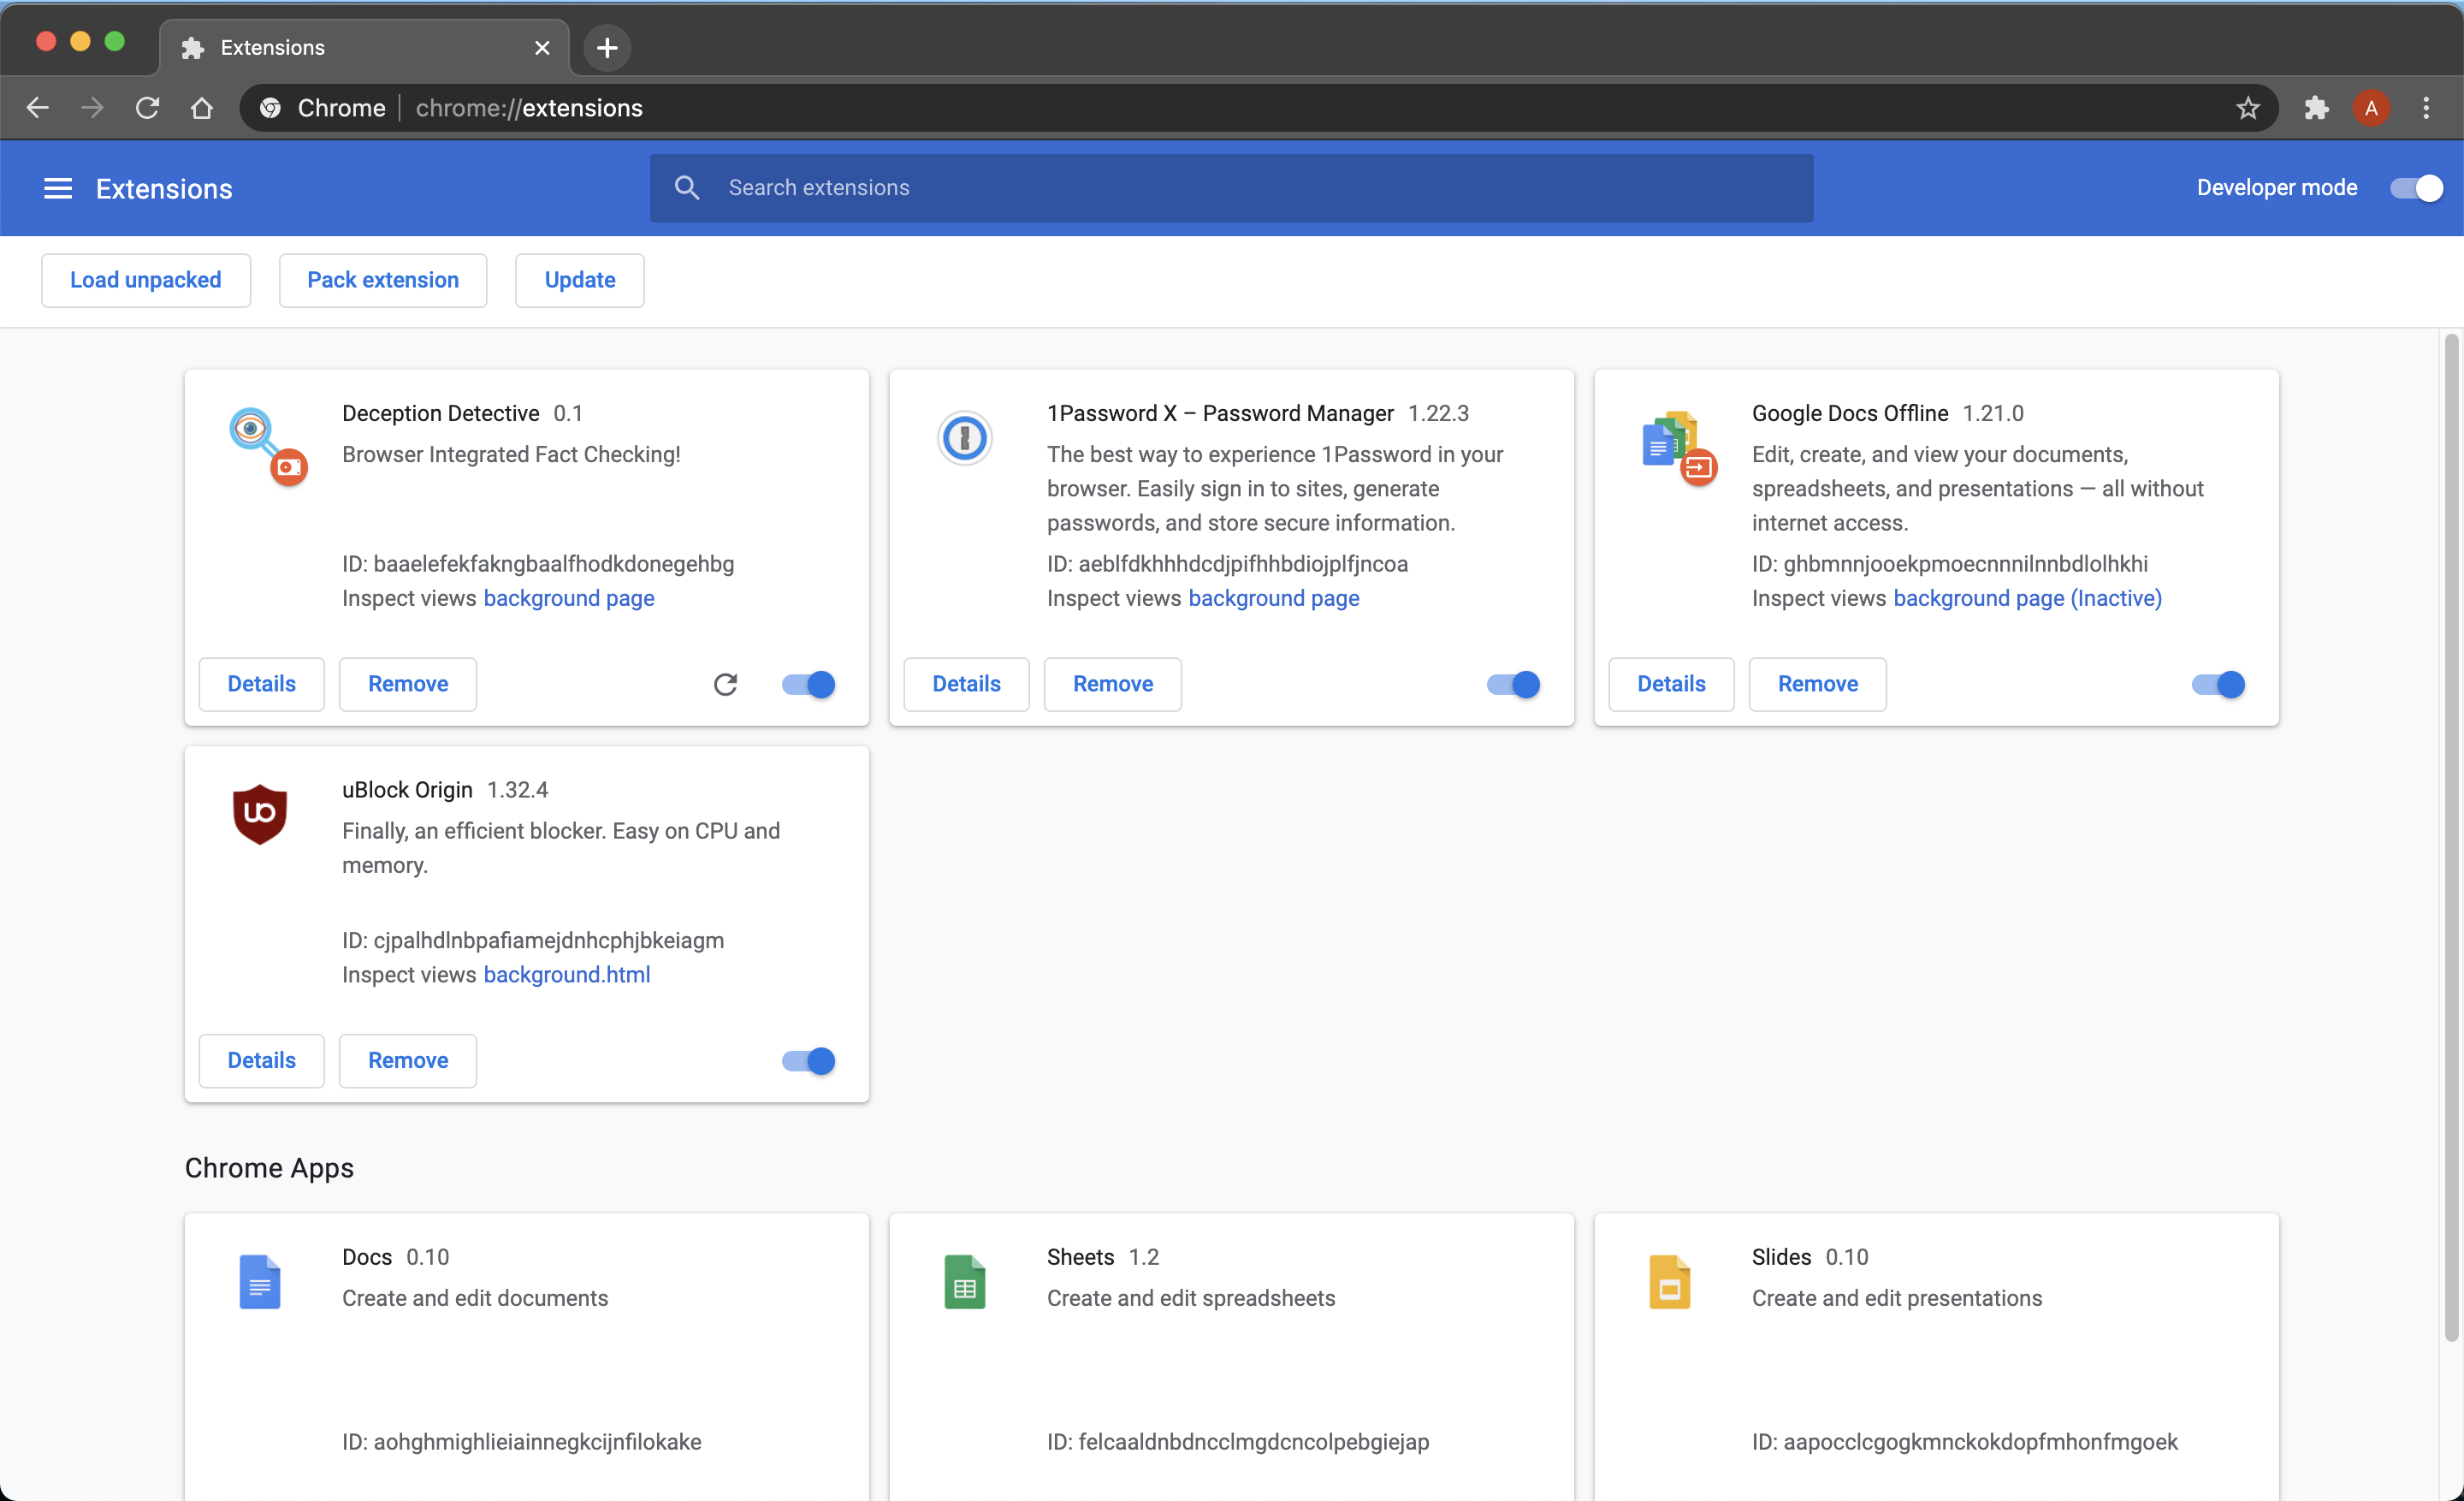 Extensions
Chrome | chrome://extensions
A
Extensions
Search extensions
Developer mode
Load unpacked
Pack extension
Update
Deception Detective 0.1
Browser Integrated Fact Checking!
ID: baaelefekfakngbaalfhodkdonegehbg
Inspect views background page
Details
Remove
1Password X – Password Manager 1.22.3
The best way to experience 1Password in your
browser. Easily sign in to sites, generate
passwords, and store secure information.
ID: aeblfdkhhhdcdjpifhhbdiojplfjncoa
Inspect views background page
Details
Remove
Google Docs Offline 1.21.0
Edit, create, and view your documents,
spreadsheets, and presentations — all without
internet access.
ID: ghbmnnjooekpmoecnnnilnnbdlolhkhi
Inspect views background page (Inactive)
Details
Remove
uBlock Origin 1.32.4
Finally, an efficient blocker. Easy on CPU and
memory.
ID: cjpalhdlnbpafiamejdnhcphjbkeiagm
Inspect views background.html
Details
Remove
Chrome Apps
Docs 0.10
Create and edit documents
ID: aohghmighlieiainnegkcijnfilokake
Sheets 1.2
Create and edit spreadsheets
ID: felcaaldnbdncclmgdcncolpebgiejap
Slides 0.10
Create and edit presentations
ID: aapocclcgogkmnckokdopfmhonfmgoek